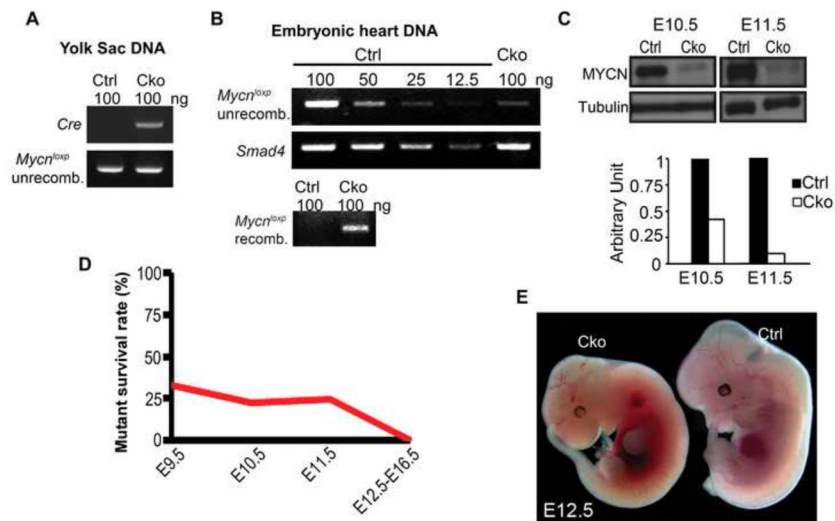 A
Yolk Sac DNA
Ctrl Cko
100 100 ng
Cre
Mycnloxp
unrecomb.
B
Embryonic heart DNA
Ctrl Cko
100 50 25 12.5 100 ng
Mycnloxp
unrecomb.
Smad4
Ctrl Cko
100 100 ng
Mycnloxp
recomb.
C
E10.5 E11.5
Ctrl Cko Ctrl Cko
MYCN
Tubulin
Arbitrary Unit
1
0.75
0.5
0.25
0
Ctrl
Cko
E10.5 E11.5
D
Mutant survival rate (%)
100
75
50
25
0
E9.5 E10.5 E11.5 E12.5-E16.5
E
Cko Ctrl
E12.5